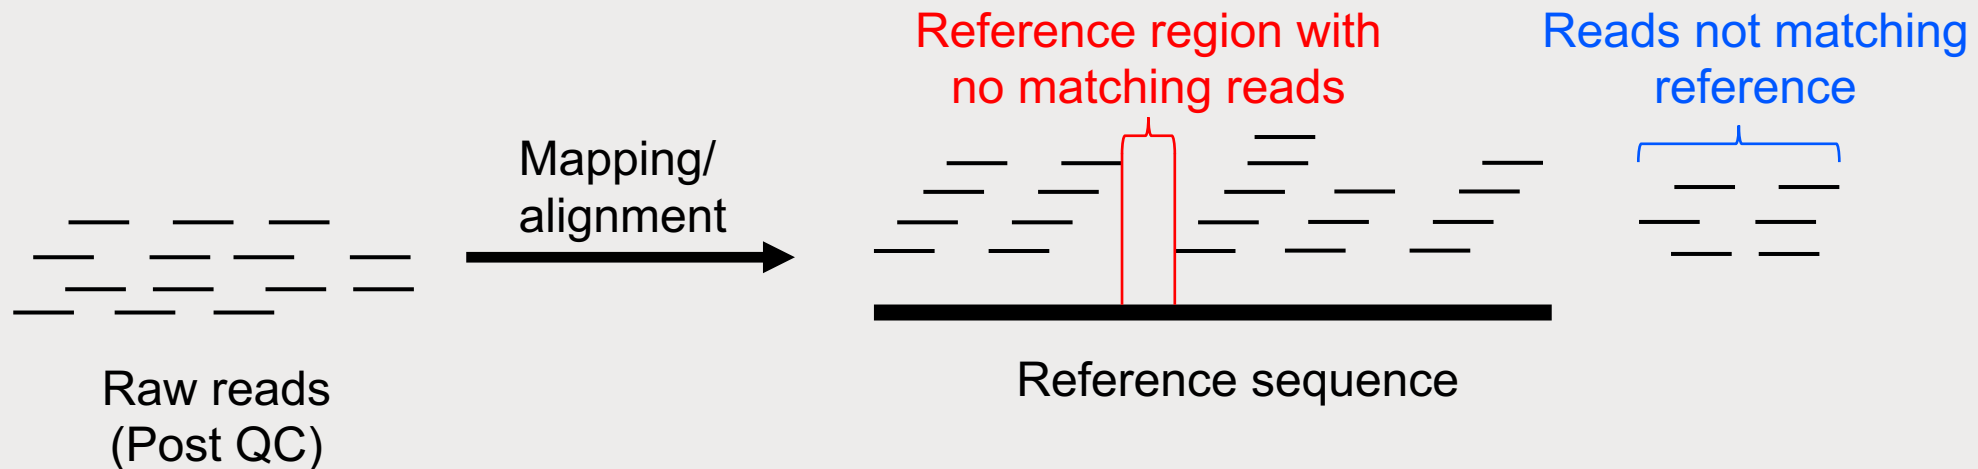 Reference region with
no matching reads
Reads not matching
reference
Mapping/
alignment
Raw reads
(Post QC)
Reference sequence